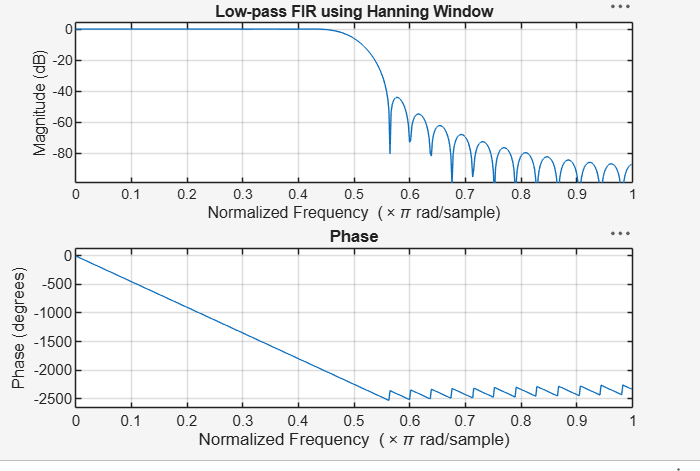 Low-pass FIR using Hanning Window
Magnitude (dB)
0
-20
-40
-60
-80
0 0.1 0.2 0.3 0.4 0.5 0.6 0.7 0.8 0.9 1
Normalized Frequency (× π rad/sample)
Phase
Phase (degrees)
0
-500
-1000
-1500
-2000
-2500
0 0.1 0.2 0.3 0.4 0.5 0.6 0.7 0.8 0.9 1
Normalized Frequency (× π rad/sample)